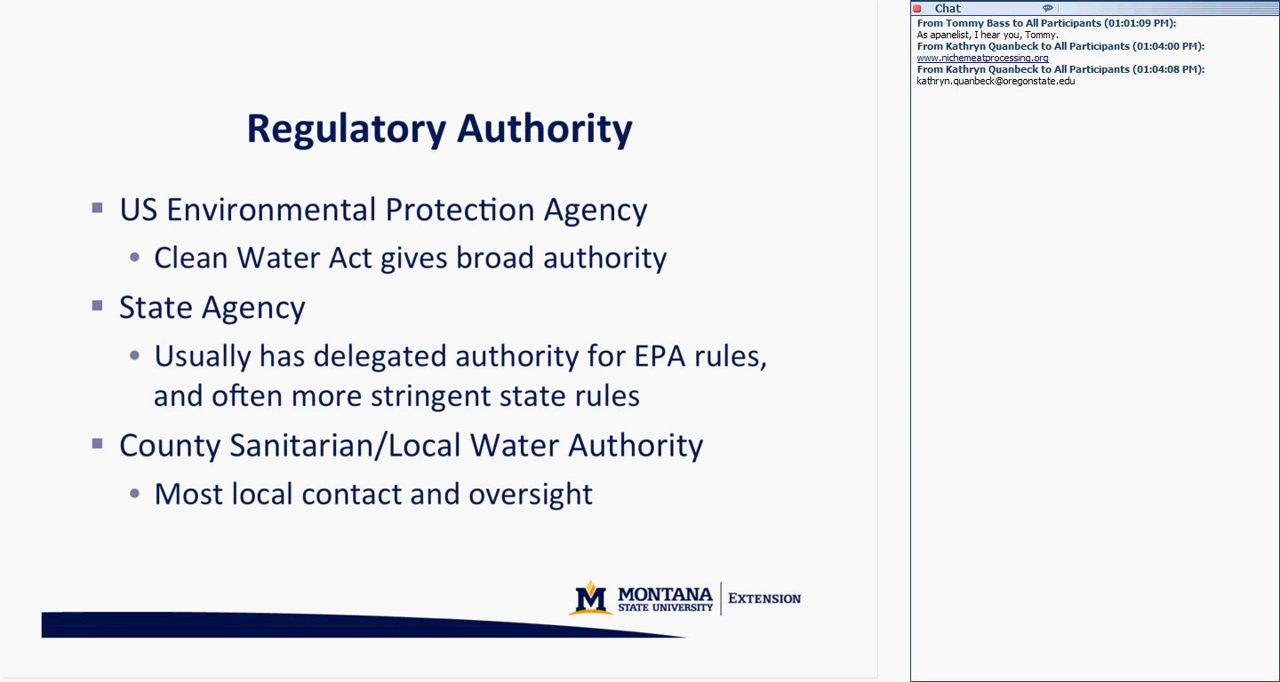 Regulatory Authority
US Environmental Protection Agency
Clean Water Act gives broad authority
State Agency
Usually has delegated authority for EPA rules,
and often more stringent state rules
County Sanitarian/Local Water Authority
Most local contact and oversight
M MONTANA
STATE UNIVERSITY
EXTENSION
Chat
From Tommy Bass to All Participants (01:01:09 PM):
As apanelist, I hear you, Tommy.
From Kathryn Quanbeck to All Participants (01:04:00 PM):
www.nichemeatprocessing.org
From Kathryn Quanbeck to All Participants (01:04:08 PM):
kathryn.quanbeck@oregonstate.edu